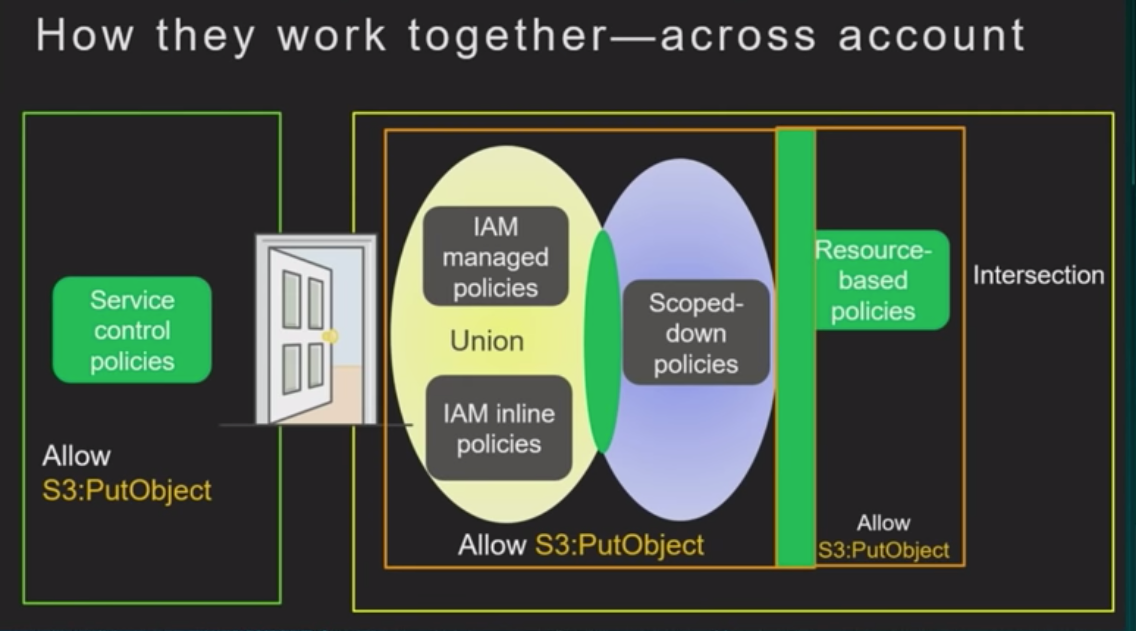 How they work together—across account
Service
control
policies
Allow
S3:PutObject
IAM
managed
policies
Union
IAM inline
policies
Scoped-
down
policies
Allow S3:PutObject
Resource-
based
policies
Allow
S3:PutObject
Intersection